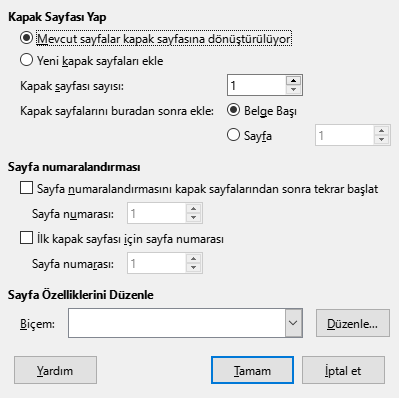 Kapak Sayfası Yap
Mevcut sayfalar kapak sayfasına dönüştürülüyor
Yeni kapak sayfaları ekle
Kapak sayfası sayısı: 1
Kapak sayfalarını buradan sonra ekle: Belge Başı
Sayfa 1
Sayfa numaralandırması
Sayfa numaralandırmasını kapak sayfalarından sonra tekrar başlat
Sayfa numarası: 1
İlk kapak sayfası için sayfa numarası
Sayfa numarası: 1
Sayfa Özelliklerini Düzenle
Biçem: Düzenle...
Yardım Tamam İptal et